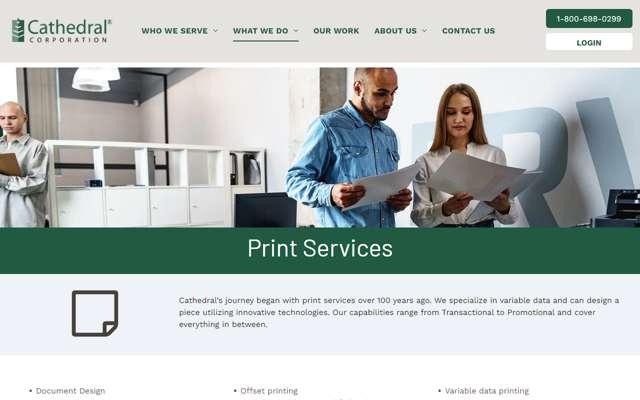 Cathedral®
CORPORATION
WHO WE SERVE
WHAT WE DO
OUR WORK
ABOUT US
CONTACT US
1-800-698-0299
LOGIN
Print Services
Cathedral's journey began with print services over 100 years ago. We specialize in variable data and can design a
piece utilizing innovative technologies. Our capabilities range from Transactional to Promotional and cover
everything in between.
• Document Design
• Offset printing
• Variable data printing